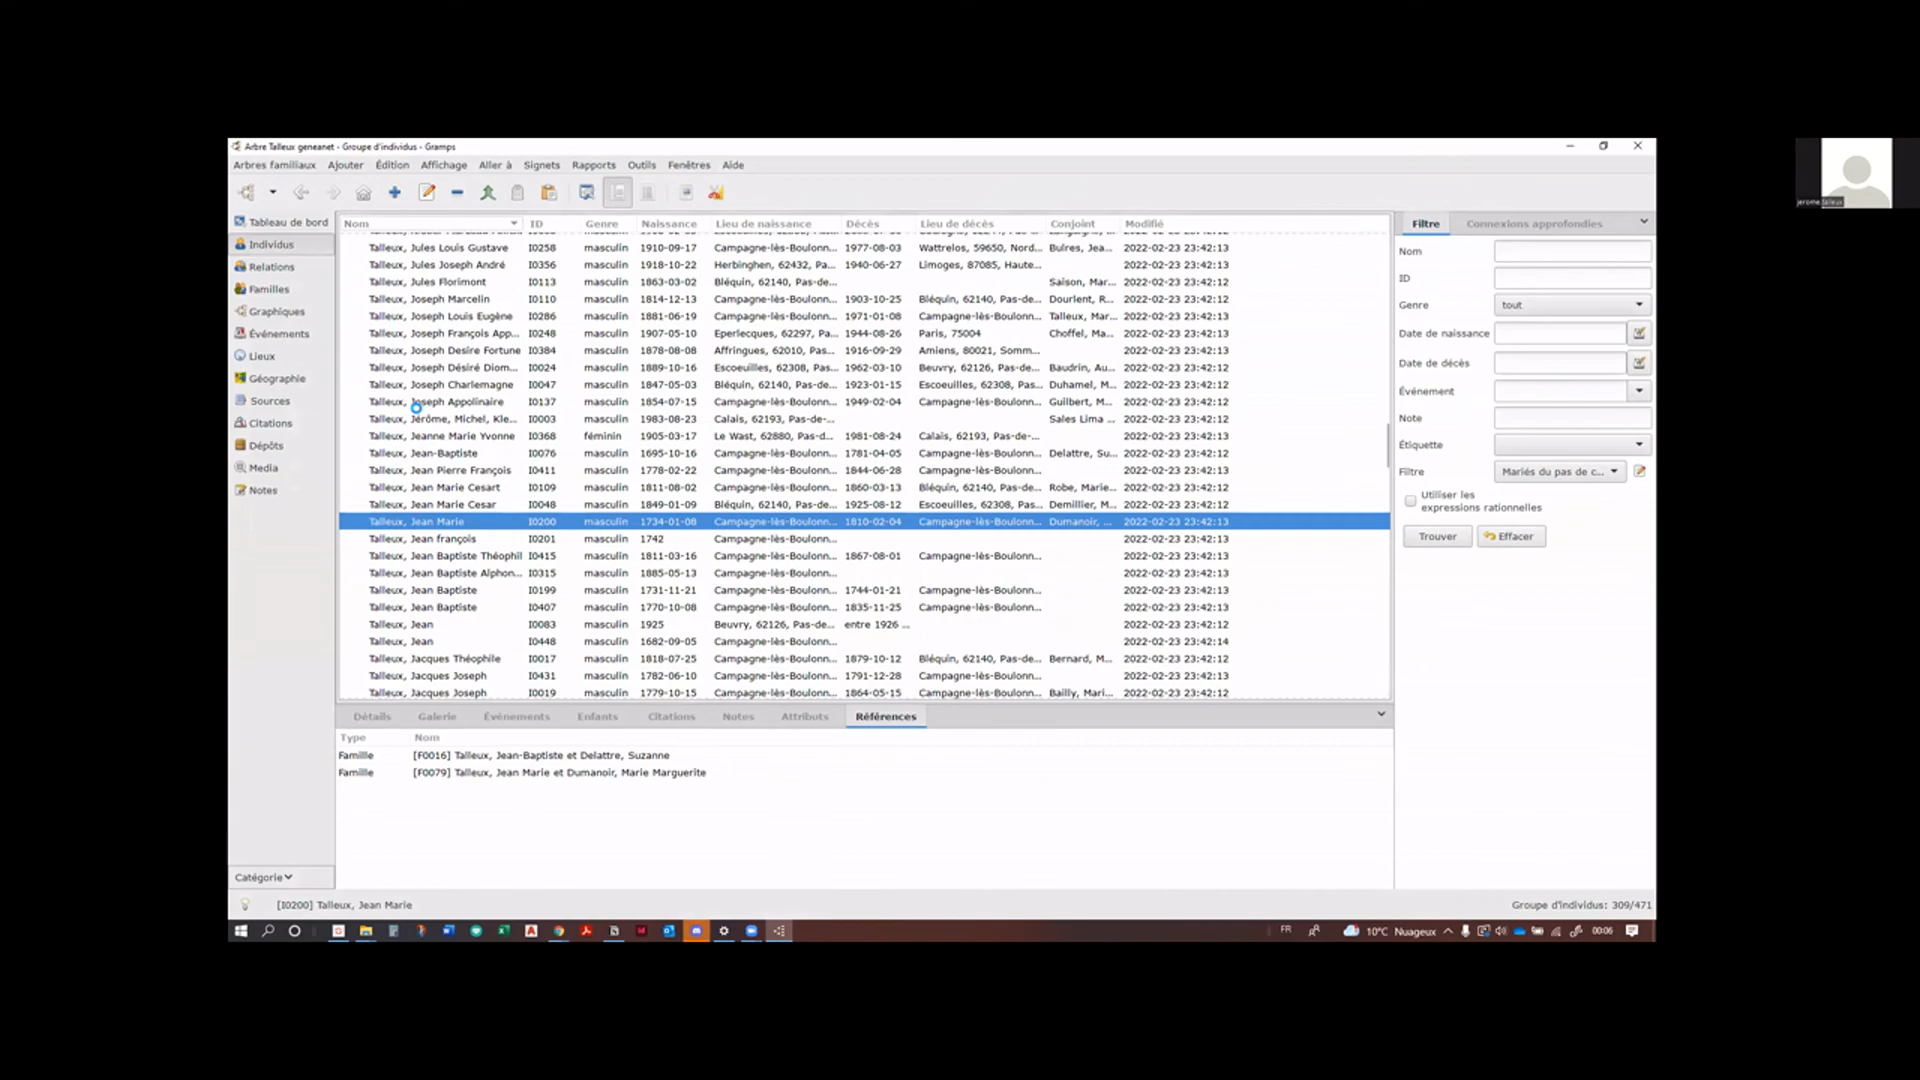 Arbre Talleux geneanet - Groupe d'individus - Gramps
Arbres familiaux Ajouter Édition Affichage Aller à Signets Rapports Outils Fenêtres Aide
Tableau de bord
Individus
Relations
Familles
Graphiques
Événements
Lieux
Géographie
Sources
Citations
Dépôts
Media
Notes
Catégorie
Nom ID Genre Naissance Lieu de naissance Décès Lieu de décès Conjoint Modifié
Talleux, Jules Louis Gustave I0258 masculin 1910-09-17 Campagne-lès-Boulonn... 1977-08-03 Wattrelos, 59650, Nord... Bulres, Jea... 2022-02-23 23:42:13
Talleux, Jules Joseph André I0356 masculin 1918-10-22 Herbinghen, 62432, Pa... 1940-06-27 Limoges, 87085, Haute... 2022-02-23 23:42:13
Talleux, Jules Florimont I0113 masculin 1863-03-02 Bléquin, 62140, Pas-de... Saison, Mar... 2022-02-23 23:42:12
Talleux, Joseph Marcelin I0110 masculin 1814-12-13 Campagne-lès-Boulonn... 1903-10-25 Bléquin, 62140, Pas-de... Dourlent, R... 2022-02-23 23:42:12
Talleux, Joseph Louis Eugène I0286 masculin 1881-06-19 Campagne-lès-Boulonn... 1971-01-08 Campagne-lès-Boulonn... Talleux, Mar... 2022-02-23 23:42:13
Talleux, Joseph François App... I0248 masculin 1907-05-10 Eperlecques, 62297, Pa... 1944-08-26 Paris, 75004 Choffel, Ma... 2022-02-23 23:42:13
Talleux, Joseph Desire Fortune I0384 masculin 1878-08-08 Affringues, 62010, Pas... 1916-09-29 Amiens, 80021, Somm... 2022-02-23 23:42:13
Talleux, Joseph Désiré Diom... I0024 masculin 1889-10-16 Escoeuilles, 62308, Pa... 1962-03-10 Beuvry, 62126, Pas-de... Baudrin, Au... 2022-02-23 23:42:12
Talleux, Joseph Charlemagne I0047 masculin 1847-05-03 Bléquin, 62140, Pas-de... 1923-01-15 Escoeuilles, 62308, Pas... Duhamel, M... 2022-02-23 23:42:12
Talleux, Joseph Appolinaire I0137 masculin 1854-07-15 Campagne-lès-Boulonn... 1949-02-04 Campagne-lès-Boulonn... Guilbert, M... 2022-02-23 23:42:12
Talleux, Jérôme, Michel, Kle... I0003 masculin 1983-08-23 Calais, 62193, Pas-de-... Sales Lima ... 2022-02-23 23:42:12
Talleux, Jeanne Marie Yvonne I0368 féminin 1905-03-17 Le Wast, 62880, Pas-d... 1981-08-24 Calais, 62193, Pas-de-... 2022-02-23 23:42:13
Talleux, Jean-Baptiste I0076 masculin 1695-10-16 Campagne-lès-Boulonn... 1781-04-05 Campagne-lès-Boulonn... Delattre, Su... 2022-02-23 23:42:12
Talleux, Jean Pierre François I0411 masculin 1778-02-22 Campagne-lès-Boulonn... 1844-06-28 Campagne-lès-Boulonn... 2022-02-23 23:42:13
Talleux, Jean Marie Cesart I0109 masculin 1811-08-02 Campagne-lès-Boulonn... 1860-03-13 Bléquin, 62140, Pas-de... Robe, Marie... 2022-02-23 23:42:12
Talleux, Jean Marie Cesar I0048 masculin 1849-01-09 Bléquin, 62140, Pas-de... 1925-08-12 Escoeuilles, 62308, Pas... Demillier, M... 2022-02-23 23:42:12
Talleux, Jean Marie I0200 masculin 1734-01-08 Campagne-lès-Boulonn... 1810-02-04 Campagne-lès-Boulonn... Dumanoir, ... 2022-02-23 23:42:13
Talleux, Jean françois I0201 masculin 1742 Campagne-lès-Boulonn... 2022-02-23 23:42:13
Talleux, Jean Baptiste Théophil I0415 masculin 1811-03-16 Campagne-lès-Boulonn... 1867-08-01 Campagne-lès-Boulonn... 2022-02-23 23:42:13
Talleux, Jean Baptiste Alphon... I0315 masculin 1885-05-13 Campagne-lès-Boulonn... 2022-02-23 23:42:13
Talleux, Jean Baptiste I0199 masculin 1731-11-21 Campagne-lès-Boulonn... 1744-01-21 Campagne-lès-Boulonn... 2022-02-23 23:42:13
Talleux, Jean Baptiste I0407 masculin 1770-10-08 Campagne-lès-Boulonn... 1835-11-25 Campagne-lès-Boulonn... 2022-02-23 23:42:13
Talleux, Jean I0083 masculin 1925 Beuvry, 62126, Pas-de... entre 1926 ... 2022-02-23 23:42:12
Talleux, Jean I0448 masculin 1682-09-05 Campagne-lès-Boulonn... 2022-02-23 23:42:14
Talleux, Jacques Théophile I0017 masculin 1818-07-25 Campagne-lès-Boulonn... 1879-10-12 Bléquin, 62140, Pas-de... Bernard, M... 2022-02-23 23:42:12
Talleux, Jacques Joseph I0431 masculin 1782-06-10 Campagne-lès-Boulonn... 1791-12-28 Campagne-lès-Boulonn... 2022-02-23 23:42:13
Talleux, Jacques Joseph I0019 masculin 1779-10-15 Campagne-lès-Boulonn... 1864-05-15 Campagne-lès-Boulonn... Bailly, Mari... 2022-02-23 23:42:12
Détails Galerie Événements Enfants Citations Notes Attributs Références
Type Nom
Famille [F0016] Talleux, Jean-Baptiste et Delattre, Suzanne
Famille [F0079] Talleux, Jean Marie et Dumanoir, Marie Marguerite
Filtre Connexions approfondies
Nom
ID
Genre tout
Date de naissance
Date de décès
Événement
Note
Étiquette
Filtre Mariés du pas de c...
Utiliser les
expressions rationnelles
Trouver Effacer
[I0200] Talleux, Jean Marie
Groupe d'individus: 309/471
FR 10°C Nuageux 00:06
jerome talleux